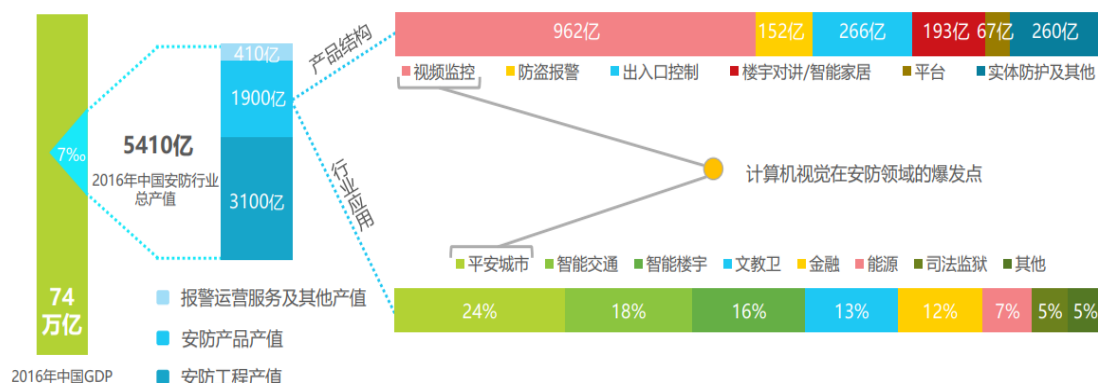 产品结构
962亿 152亿 266亿 193亿 67亿 260亿
视频监控 防盗报警 出入口控制 楼宇对讲/智能家居 平台 实体防护及其他
410亿
1900亿
3100亿
7‰
5410亿
2016年中国安防行业
总产值
计算机视觉在安防领域的爆发点
行业应用
平安城市 智能交通 智能楼宇 文教卫 金融 能源 司法监狱 其他
24% 18% 16% 13% 12% 7% 5% 5%
74
万亿
2016年中国GDP
报警运营服务及其他产值
安防产品产值
安防工程产值